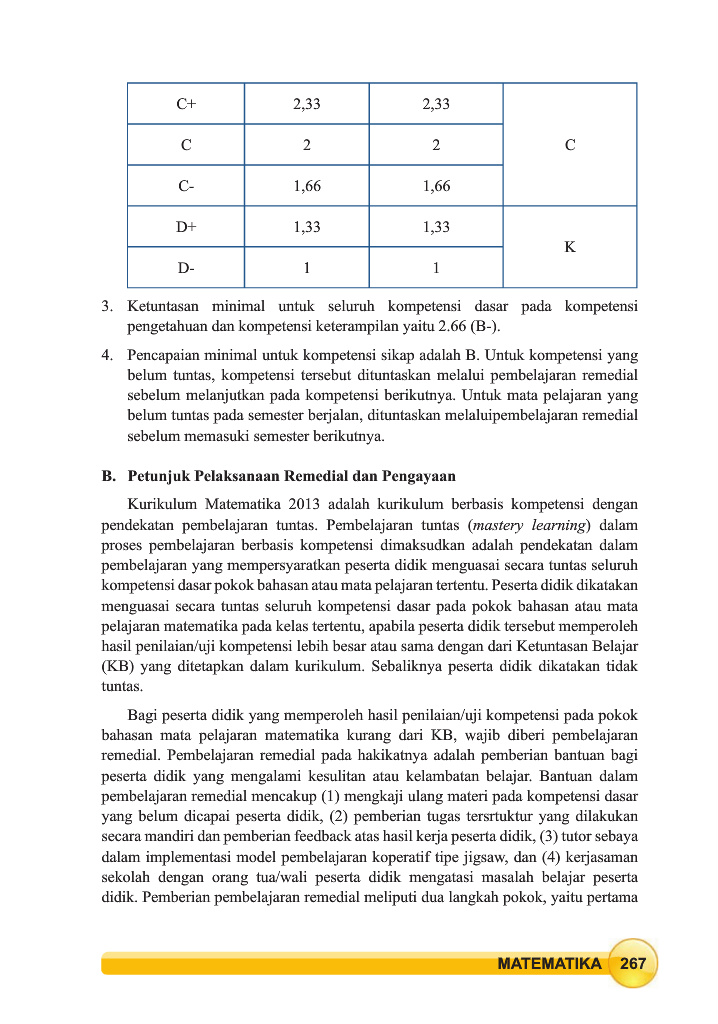 C+ 2,33 2,33
C 2 2 C
C- 1,66 1,66
D+ 1,33 1,33
K
D- 1 1
3. Ketuntasan minimal untuk seluruh kompetensi dasar pada kompetensi
pengetahuan dan kompetensi keterampilan yaitu 2.66 (B-).
4. Pencapaian minimal untuk kompetensi sikap adalah B. Untuk kompetensi yang
belum tuntas, kompetensi tersebut dituntaskan melalui pembelajaran remedial
sebelum melanjutkan pada kompetensi berikutnya. Untuk mata pelajaran yang
belum tuntas pada semester berjalan, dituntaskan melaluipembelajaran remedial
sebelum memasuki semester berikutnya.
B. Petunjuk Pelaksanaan Remedial dan Pengayaan
Kurikulum Matematika 2013 adalah kurikulum berbasis kompetensi dengan
pendekatan pembelajaran tuntas. Pembelajaran tuntas (mastery learning) dalam
proses pembelajaran berbasis kompetensi dimaksudkan adalah pendekatan dalam
pembelajaran yang mempersyaratkan peserta didik menguasai secara tuntas seluruh
kompetensi dasar pokok bahasan atau mata pelajaran tertentu. Peserta didik dikatakan
menguasai secara tuntas seluruh kompetensi dasar pada pokok bahasan atau mata
pelajaran matematika pada kelas tertentu, apabila peserta didik tersebut memperoleh
hasil penilaian/uji kompetensi lebih besar atau sama dengan dari Ketuntasan Belajar
(KB) yang ditetapkan dalam kurikulum. Sebaliknya peserta didik dikatakan tidak
tuntas.
Bagi peserta didik yang memperoleh hasil penilaian/uji kompetensi pada pokok
bahasan mata pelajaran matematika kurang dari KB, wajib diberi pembelajaran
remedial. Pembelajaran remedial pada hakikatnya adalah pemberian bantuan bagi
peserta didik yang mengalami kesulitan atau kelambatan belajar. Bantuan dalam
pembelajaran remedial mencakup (1) mengkaji ulang materi pada kompetensi dasar
yang belum dicapai peserta didik, (2) pemberian tugas tersrtuktur yang dilakukan
secara mandiri dan pemberian feedback atas hasil kerja peserta didik, (3) tutor sebaya
dalam implementasi model pembelajaran koperatif tipe jigsaw, dan (4) kerjasaman
sekolah dengan orang tua/wali peserta didik mengatasi masalah belajar peserta
didik. Pemberian pembelajaran remedial meliputi dua langkah pokok, yaitu pertama
MATEMATIKA 267